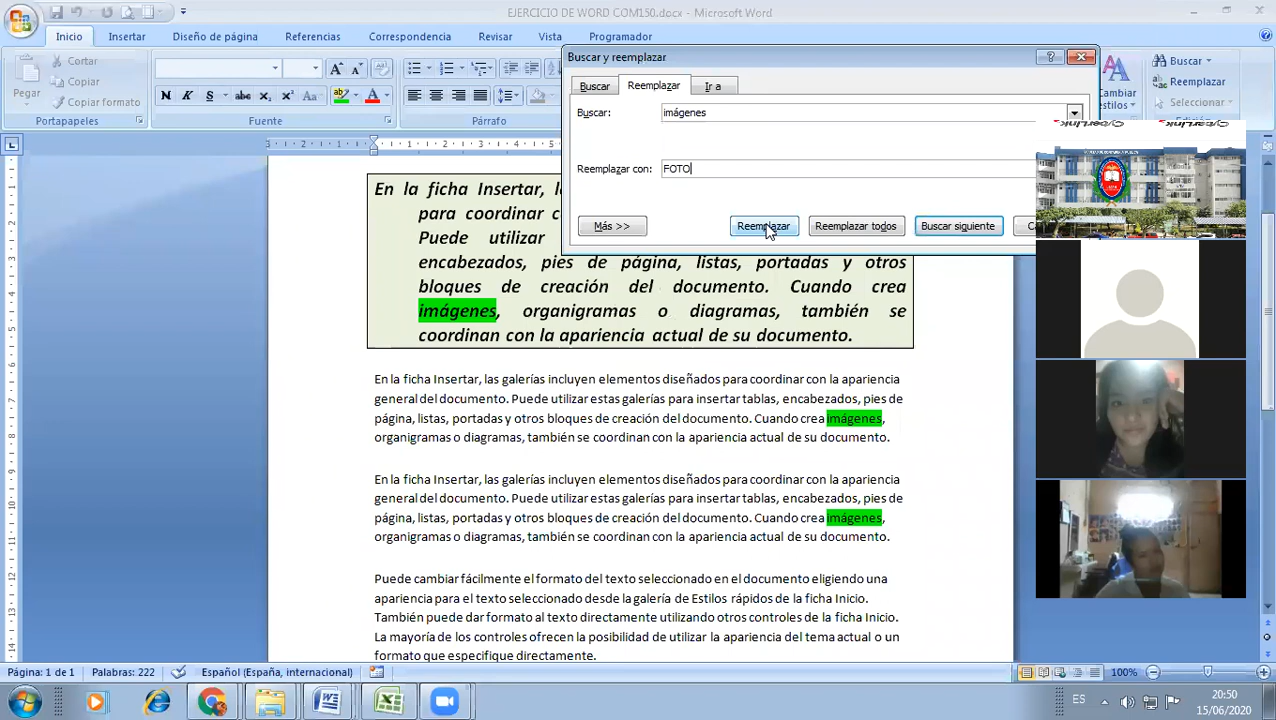 EJERCICIO DE WORD COM150.docx - Microsoft Word
Inicio Insertar Diseño de página Referencias Correspondencia Revisar Vista Programador
Cortar
Copiar
Copiar formato
Pegar
Portapapeles
N K S abc x₂ x² Aa
Fuente
Párrafo
Cambiar
estilos
Buscar
Reemplazar
Seleccionar
Edición
Buscar y reemplazar
Buscar Reemplazar Ir a
Buscar: imágenes
Reemplazar con: FOTO
Más >> Reemplazar Reemplazar todos Buscar siguiente
En la ficha Insertar,
para coordinar
Puede utilizar
encabezados, pies de página, listas, portadas y otros
bloques de creación del documento. Cuando crea
imágenes, organigramas o diagramas, también se
coordinan con la apariencia actual de su documento.
En la ficha Insertar, las galerías incluyen elementos diseñados para coordinar con la apariencia
general del documento. Puede utilizar estas galerías para insertar tablas, encabezados, pies de
página, listas, portadas y otros bloques de creación del documento. Cuando crea imágenes,
organigramas o diagramas, también se coordinan con la apariencia actual de su documento.
En la ficha Insertar, las galerías incluyen elementos diseñados para coordinar con la apariencia
general del documento. Puede utilizar estas galerías para insertar tablas, encabezados, pies de
página, listas, portadas y otros bloques de creación del documento. Cuando crea imágenes,
organigramas o diagramas, también se coordinan con la apariencia actual de su documento.
Puede cambiar fácilmente el formato del texto seleccionado en el documento eligiendo una
apariencia para el texto seleccionado desde la galería de Estilos rápidos de la ficha Inicio.
También puede dar formato al texto directamente utilizando otros controles de la ficha Inicio.
La mayoría de los controles ofrecen la posibilidad de utilizar la apariencia del tema actual o un
formato que especifique directamente.
Página: 1 de 1 Palabras: 222 Español (España, internacional) 100%
ES 20:50
15/06/2020